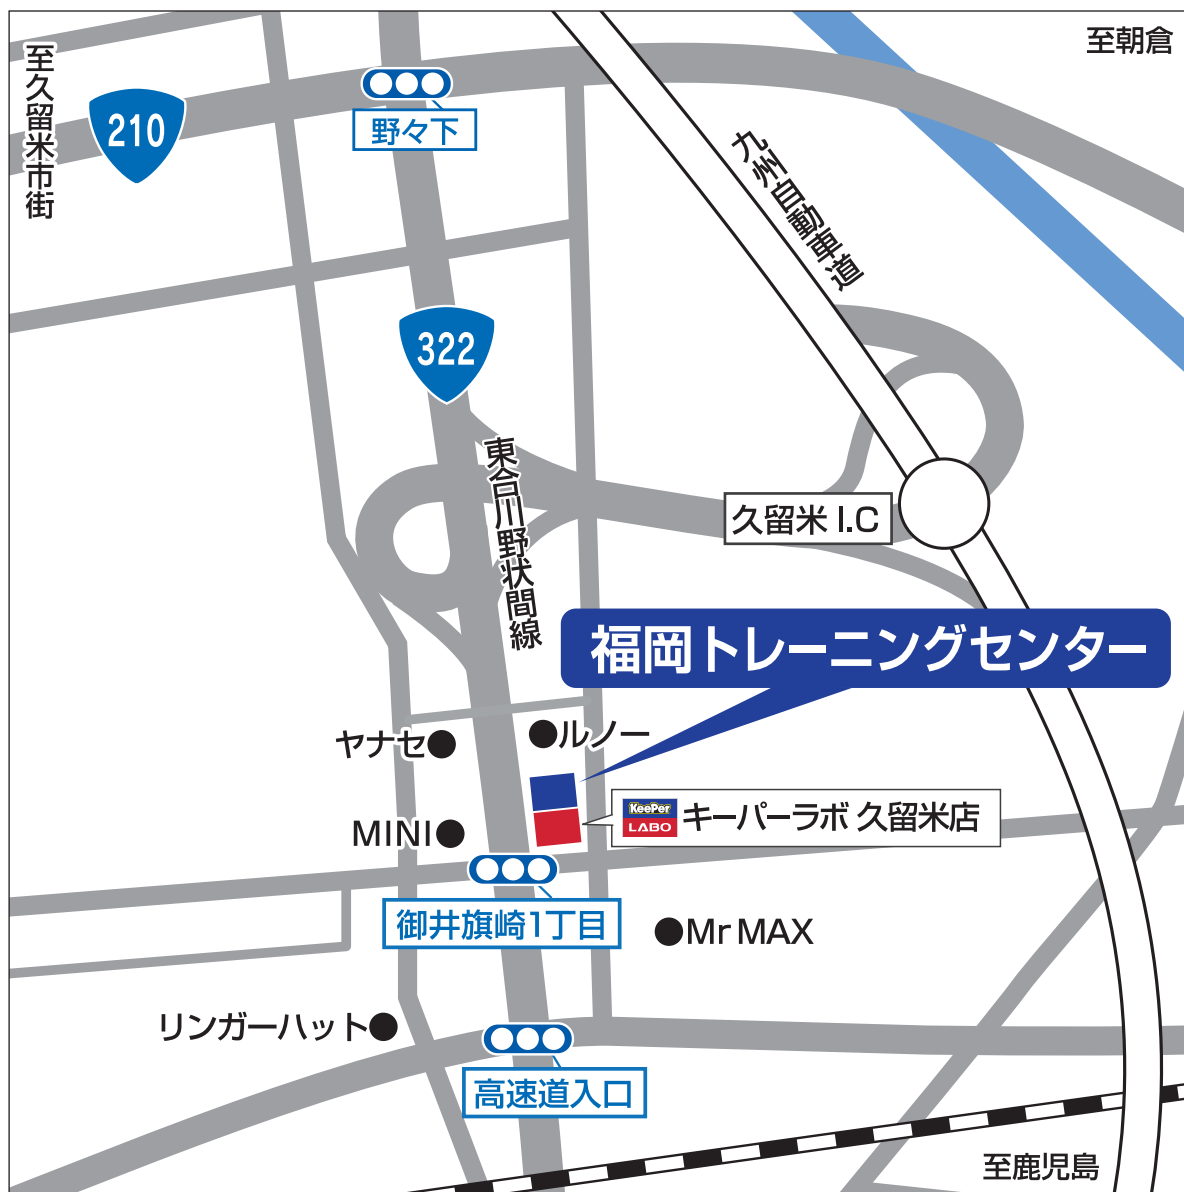 至朝倉
至久留米市街
210
野々下
九州自動車道
322
東合川野状間線
久留米 I.C
福岡トレーニングセンター
ヤナセ
ルノー
KeePer
LABO
キーパーラボ 久留米店
MINI
御井旗崎1丁目
Mr MAX
リンガーハット
高速道入口
至鹿児島